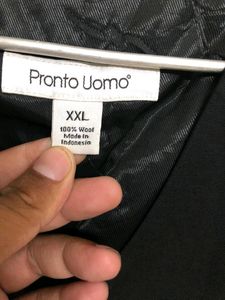 Pronto Uomo®
XXL
100% Wool
Made in
Indonesia